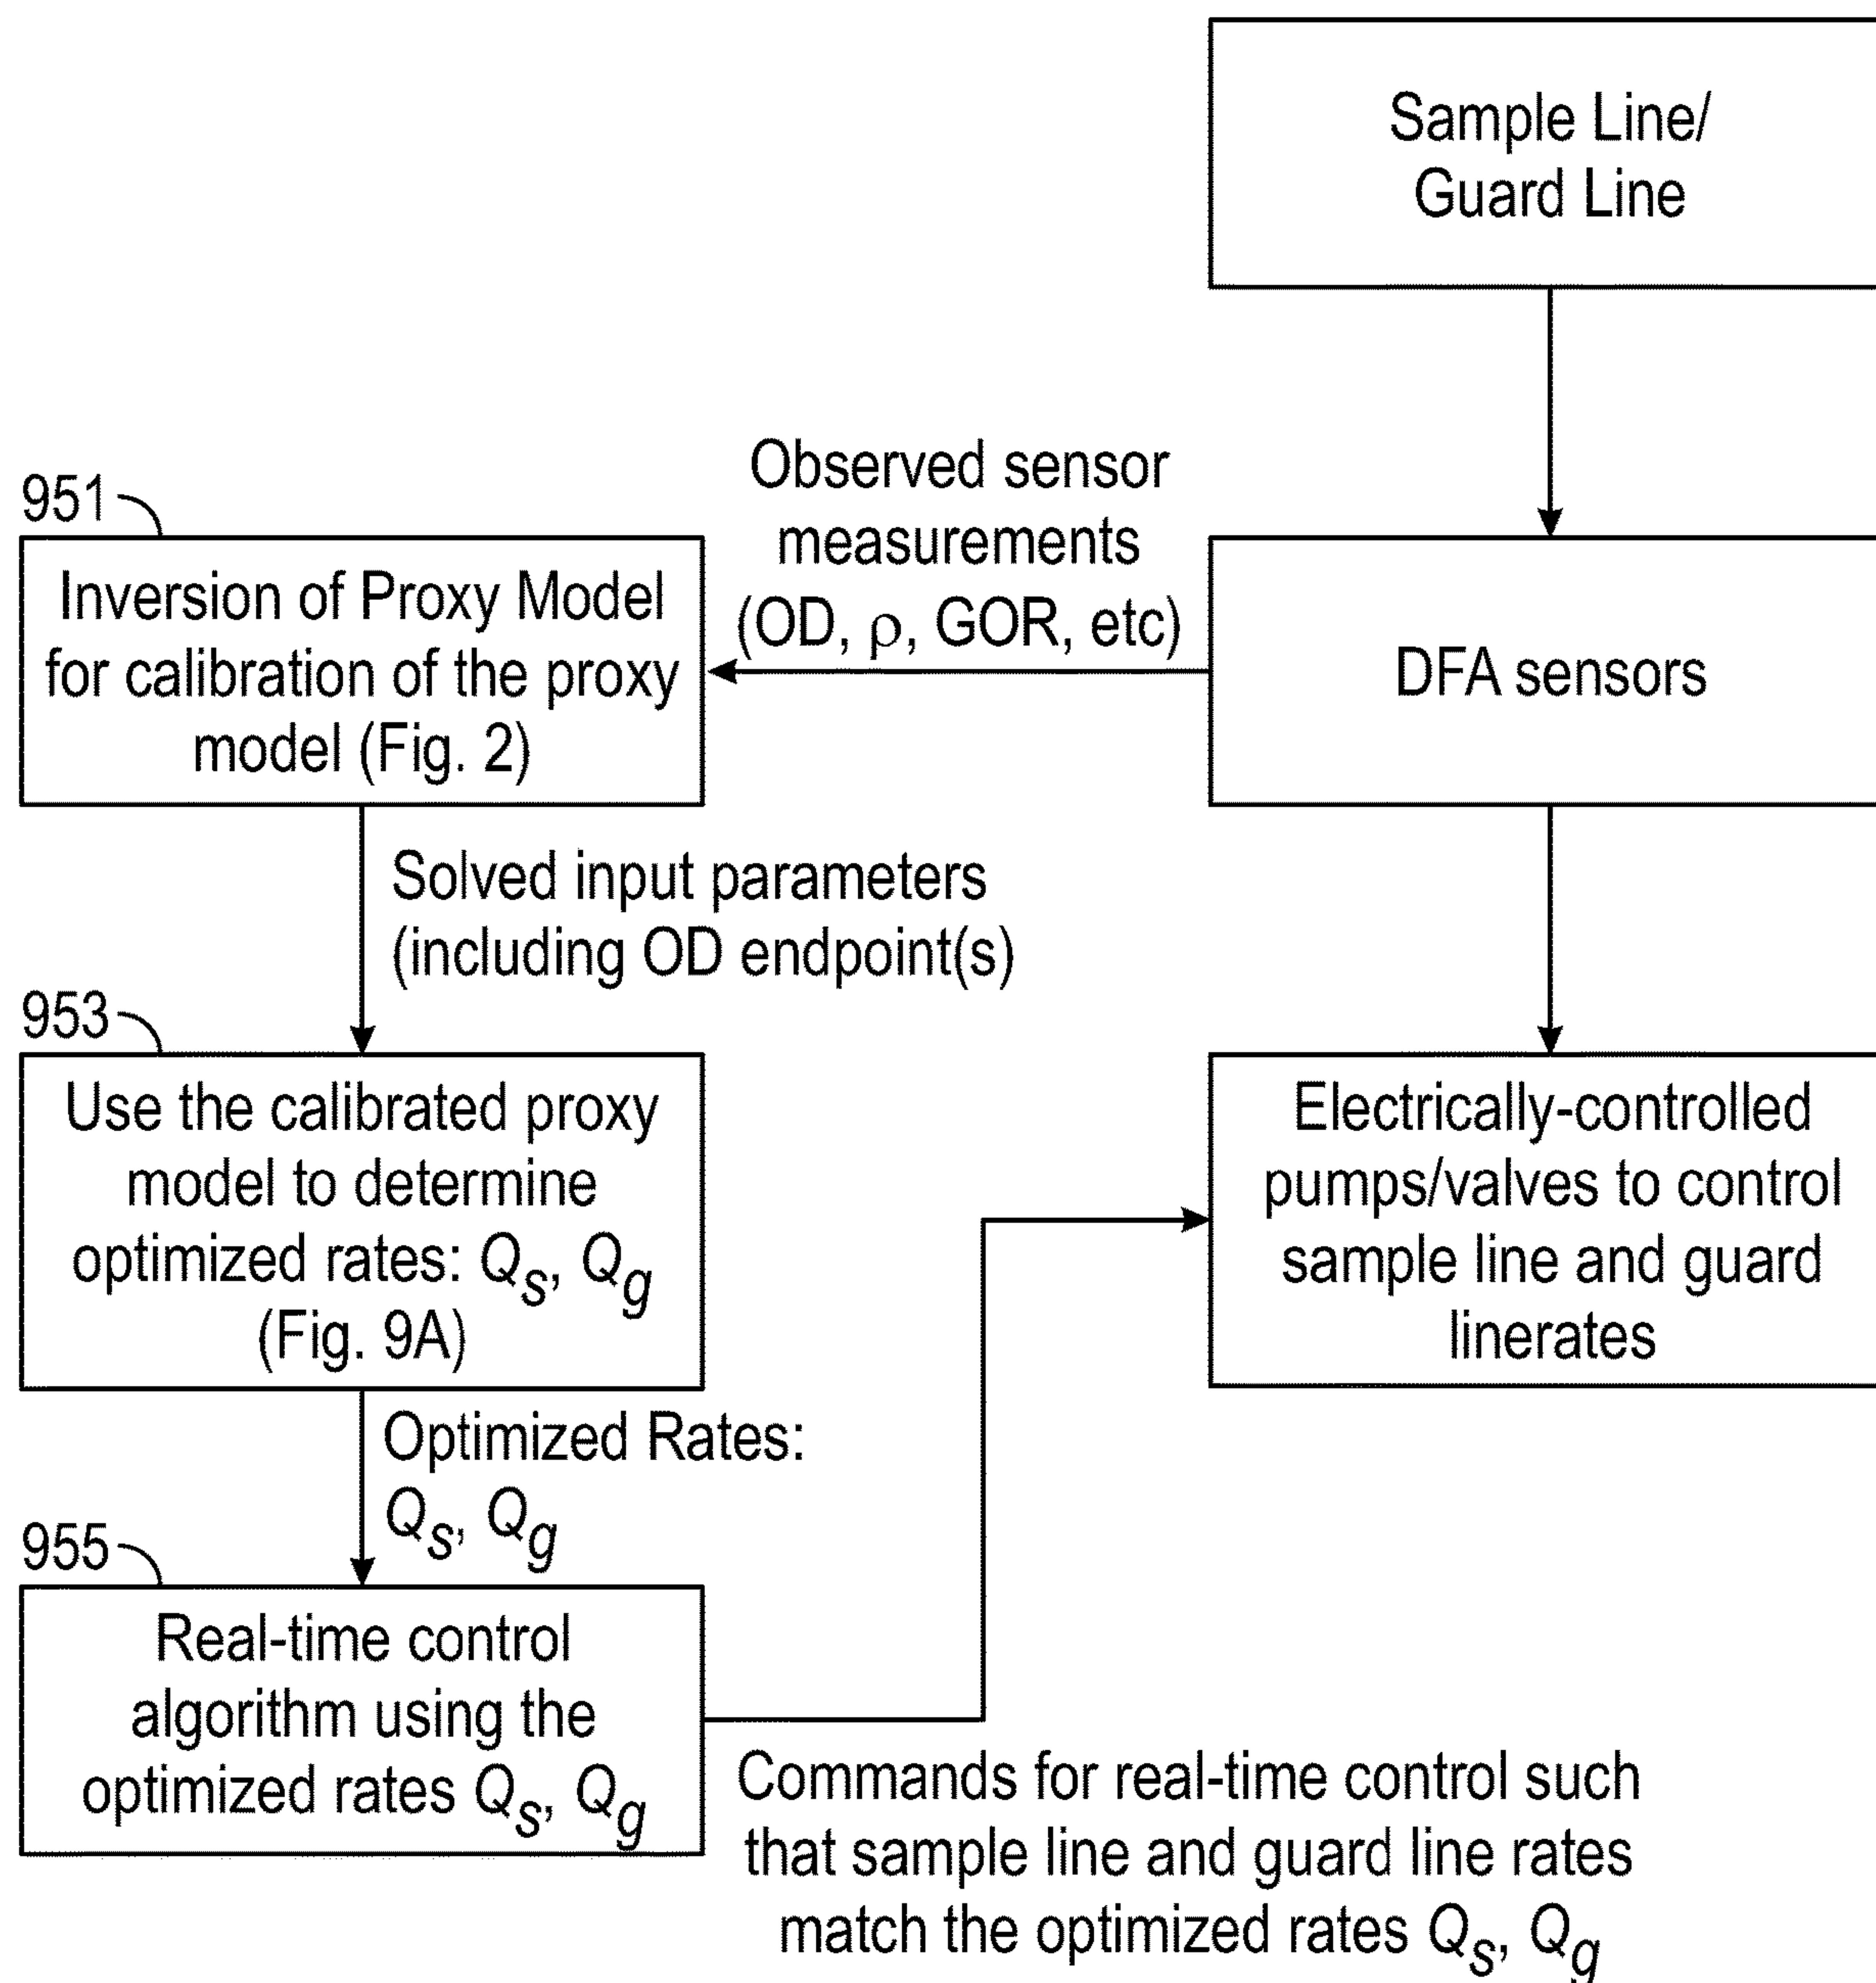 Sample Line/
Guard Line
Observed sensor
measurements
(OD, ρ, GOR, etc)
951
Inversion of Proxy Model
for calibration of the proxy
model (Fig. 2)
DFA sensors
Solved input parameters
(including OD endpoint(s)
953
Use the calibrated proxy
model to determine
optimized rates: Qs, Qg
(Fig. 9A)
Electrically-controlled
pumps/valves to control
sample line and guard
linerates
Optimized Rates:
Qs, Qg
955
Real-time control
algorithm using the
optimized rates Qs, Qg
Commands for real-time control such
that sample line and guard line rates
match the optimized rates Qs, Qg